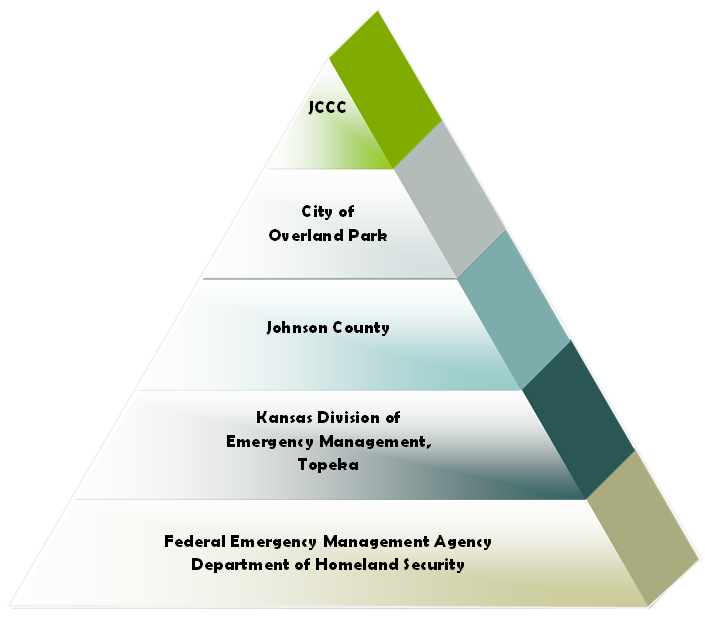 JCCC
City of
Overland Park
Johnson County
Kansas Division of
Emergency Management,
Topeka
Federal Emergency Management Agency
Department of Homeland Security